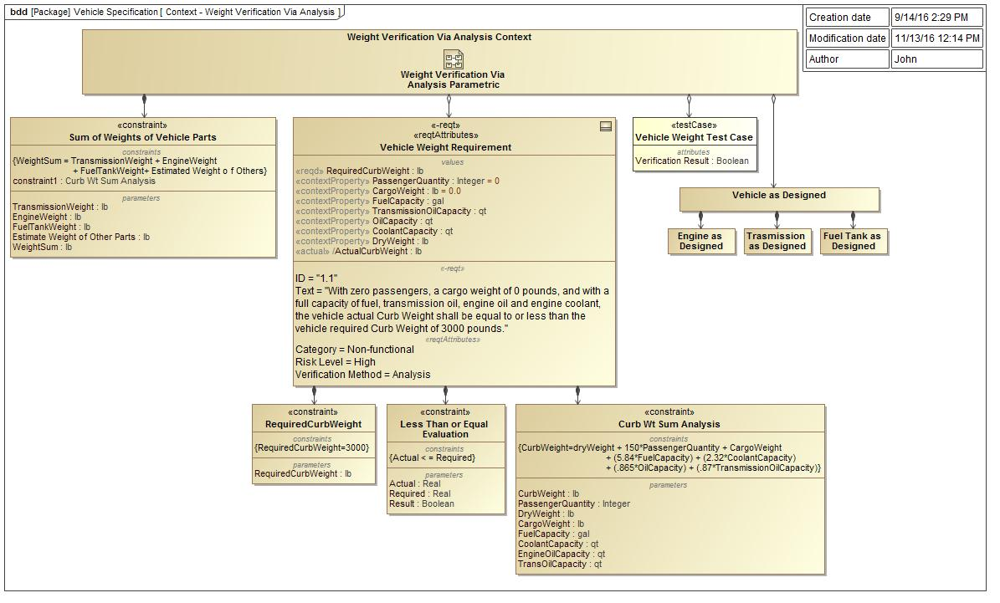 bdd [Package] Vehicle Specification [ Context - Weight Verification Via Analysis ]
Creation date 9/14/16 2:29 PM
Modification date 11/13/16 12:14 PM
Author John
Weight Verification Via Analysis Context
Weight Verification Via
Analysis Parametric
«constraint»
Sum of Weights of Vehicle Parts
constraints
{WeightSum = TransmissionWeight + EngineWeight
+ FuelTankWeight+ Estimated Weight o f Others}
constraint1 : Curb Wt Sum Analysis
parameters
TransmissionWeight : lb
EngineWeight : lb
FuelTankWeight : lb
Estimate Weight of Other Parts : lb
WeightSum : lb
«-reqt»
«reqtAttributes»
Vehicle Weight Requirement
values
«reqd» RequiredCurbWeight : lb
«contextProperty» PassengerQuantity : Integer = 0
«contextProperty» CargoWeight : lb = 0.0
«contextProperty» FuelCapacity : gal
«contextProperty» TransmissionOilCapacity : qt
«contextProperty» OilCapacity : qt
«contextProperty» CoolantCapacity : qt
«contextProperty» DryWeight : lb
«actual» /ActualCurbWeight : lb
«-reqt»
ID = "1.1"
Text = "With zero passengers, a cargo weight of 0 pounds, and with a
full capacity of fuel, transmission oil, engine oil and engine coolant,
the vehicle actual Curb Weight shall be equal to or less than the
vehicle required Curb Weight of 3000 pounds."
«reqtAttributes»
Category = Non-functional
Risk Level = High
Verification Method = Analysis
«testCase»
Vehicle Weight Test Case
attributes
Verification Result : Boolean
Vehicle as Designed
Engine as
Designed
Trasmission
as Designed
Fuel Tank as
Designed
«constraint»
RequiredCurbWeight
constraints
{RequiredCurbWeight=3000}
parameters
RequiredCurbWeight : lb
«constraint»
Less Than or Equal
Evaluation
constraints
{Actual < = Required}
parameters
Actual : Real
Required : Real
Result : Boolean
«constraint»
Curb Wt Sum Analysis
constraints
{CurbWeight=dryWeight + 150*PassengerQuantity + CargoWeight
+ (5.84*FuelCapacity) + (2.32*CoolantCapacity)
+ (.865*OilCapacity) + (.87*TransmissionOilCapacity)}
parameters
CurbWeight : lb
PassengerQuantity : Integer
DryWeight : lb
CargoWeight : lb
FuelCapacity : gal
CoolantCapacity : qt
EngineOilCapacity : qt
TransOilCapacity : qt